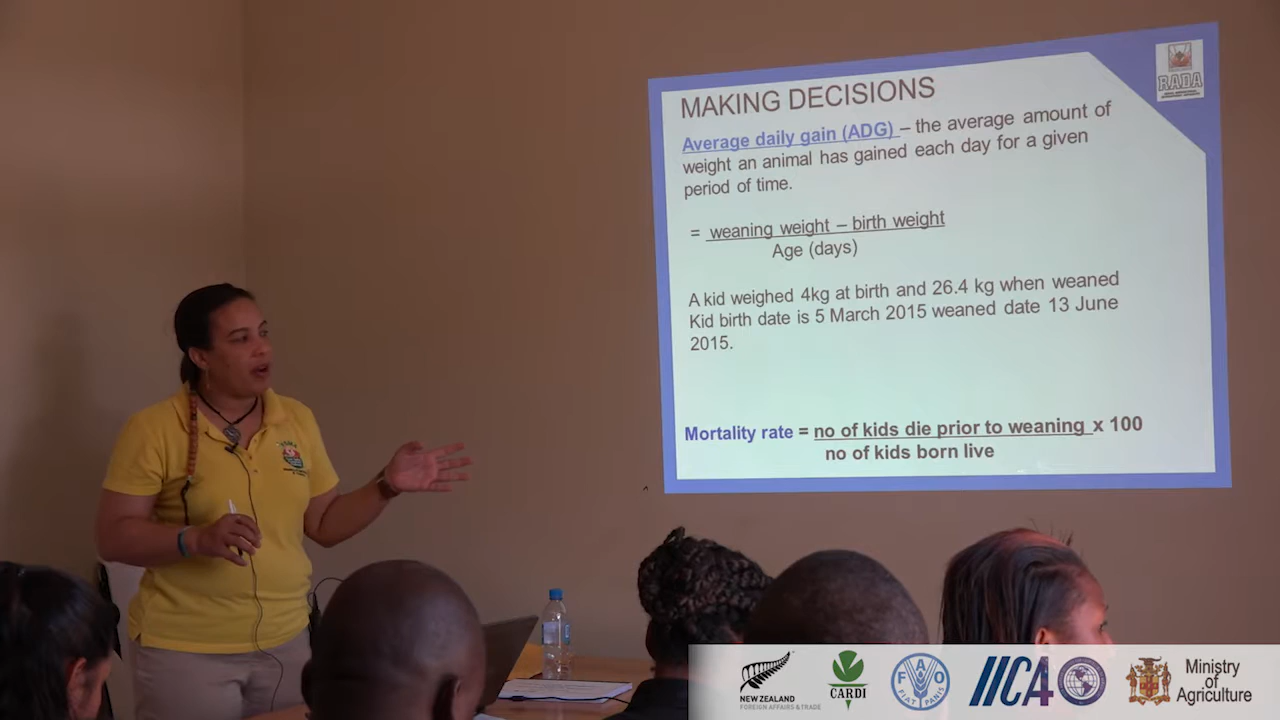 MAKING DECISIONS
Average daily gain (ADG) – the average amount of
weight an animal has gained each day for a given
period of time.
= weaning weight – birth weight
Age (days)
A kid weighed 4kg at birth and 26.4 kg when weaned
Kid birth date is 5 March 2015 weaned date 13 June
2015.
Mortality rate = no of kids die prior to weaning x 100
no of kids born live
RADA
NEW ZEALAND
FOREIGN AFFAIRS & TRADE
CARDI
FAO
FIAT PANIS
IICA
Ministry
of
Agriculture